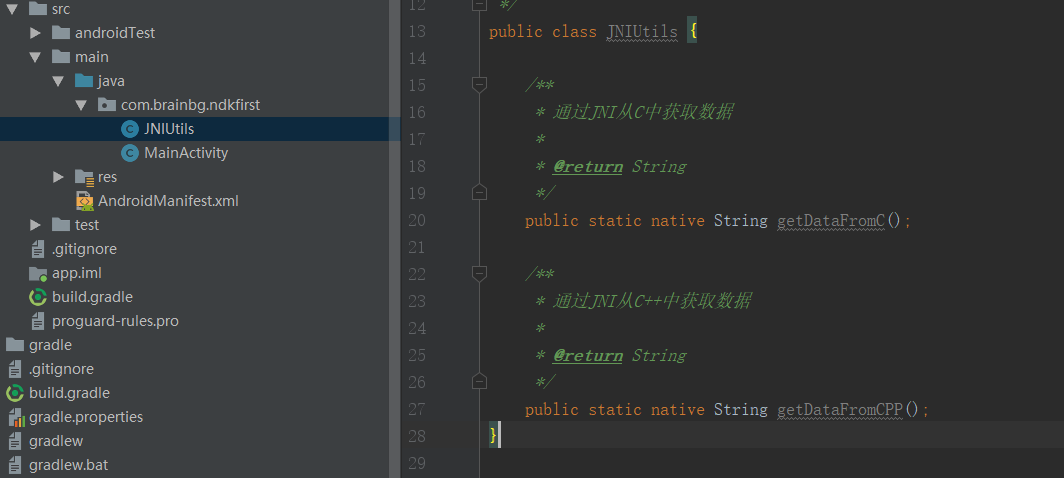 src
androidTest
main
java
com.brainbg.ndkfirst
JNIUtils
MainActivity
res
AndroidManifest.xml
test
.gitignore
app.iml
build.gradle
proguard-rules.pro
gradle
.gitignore
build.gradle
gradle.properties
gradlew
gradlew.bat
12 */
13 public class JNIUtils {
14
15 /**
16 * 通过JNI从C中获取数据
17 *
18 * @return String
19 */
20 public static native String getDataFromC();
21
22 /**
23 * 通过JNI从C++中获取数据
24 *
25 * @return String
26 */
27 public static native String getDataFromCPP();
28 }
29